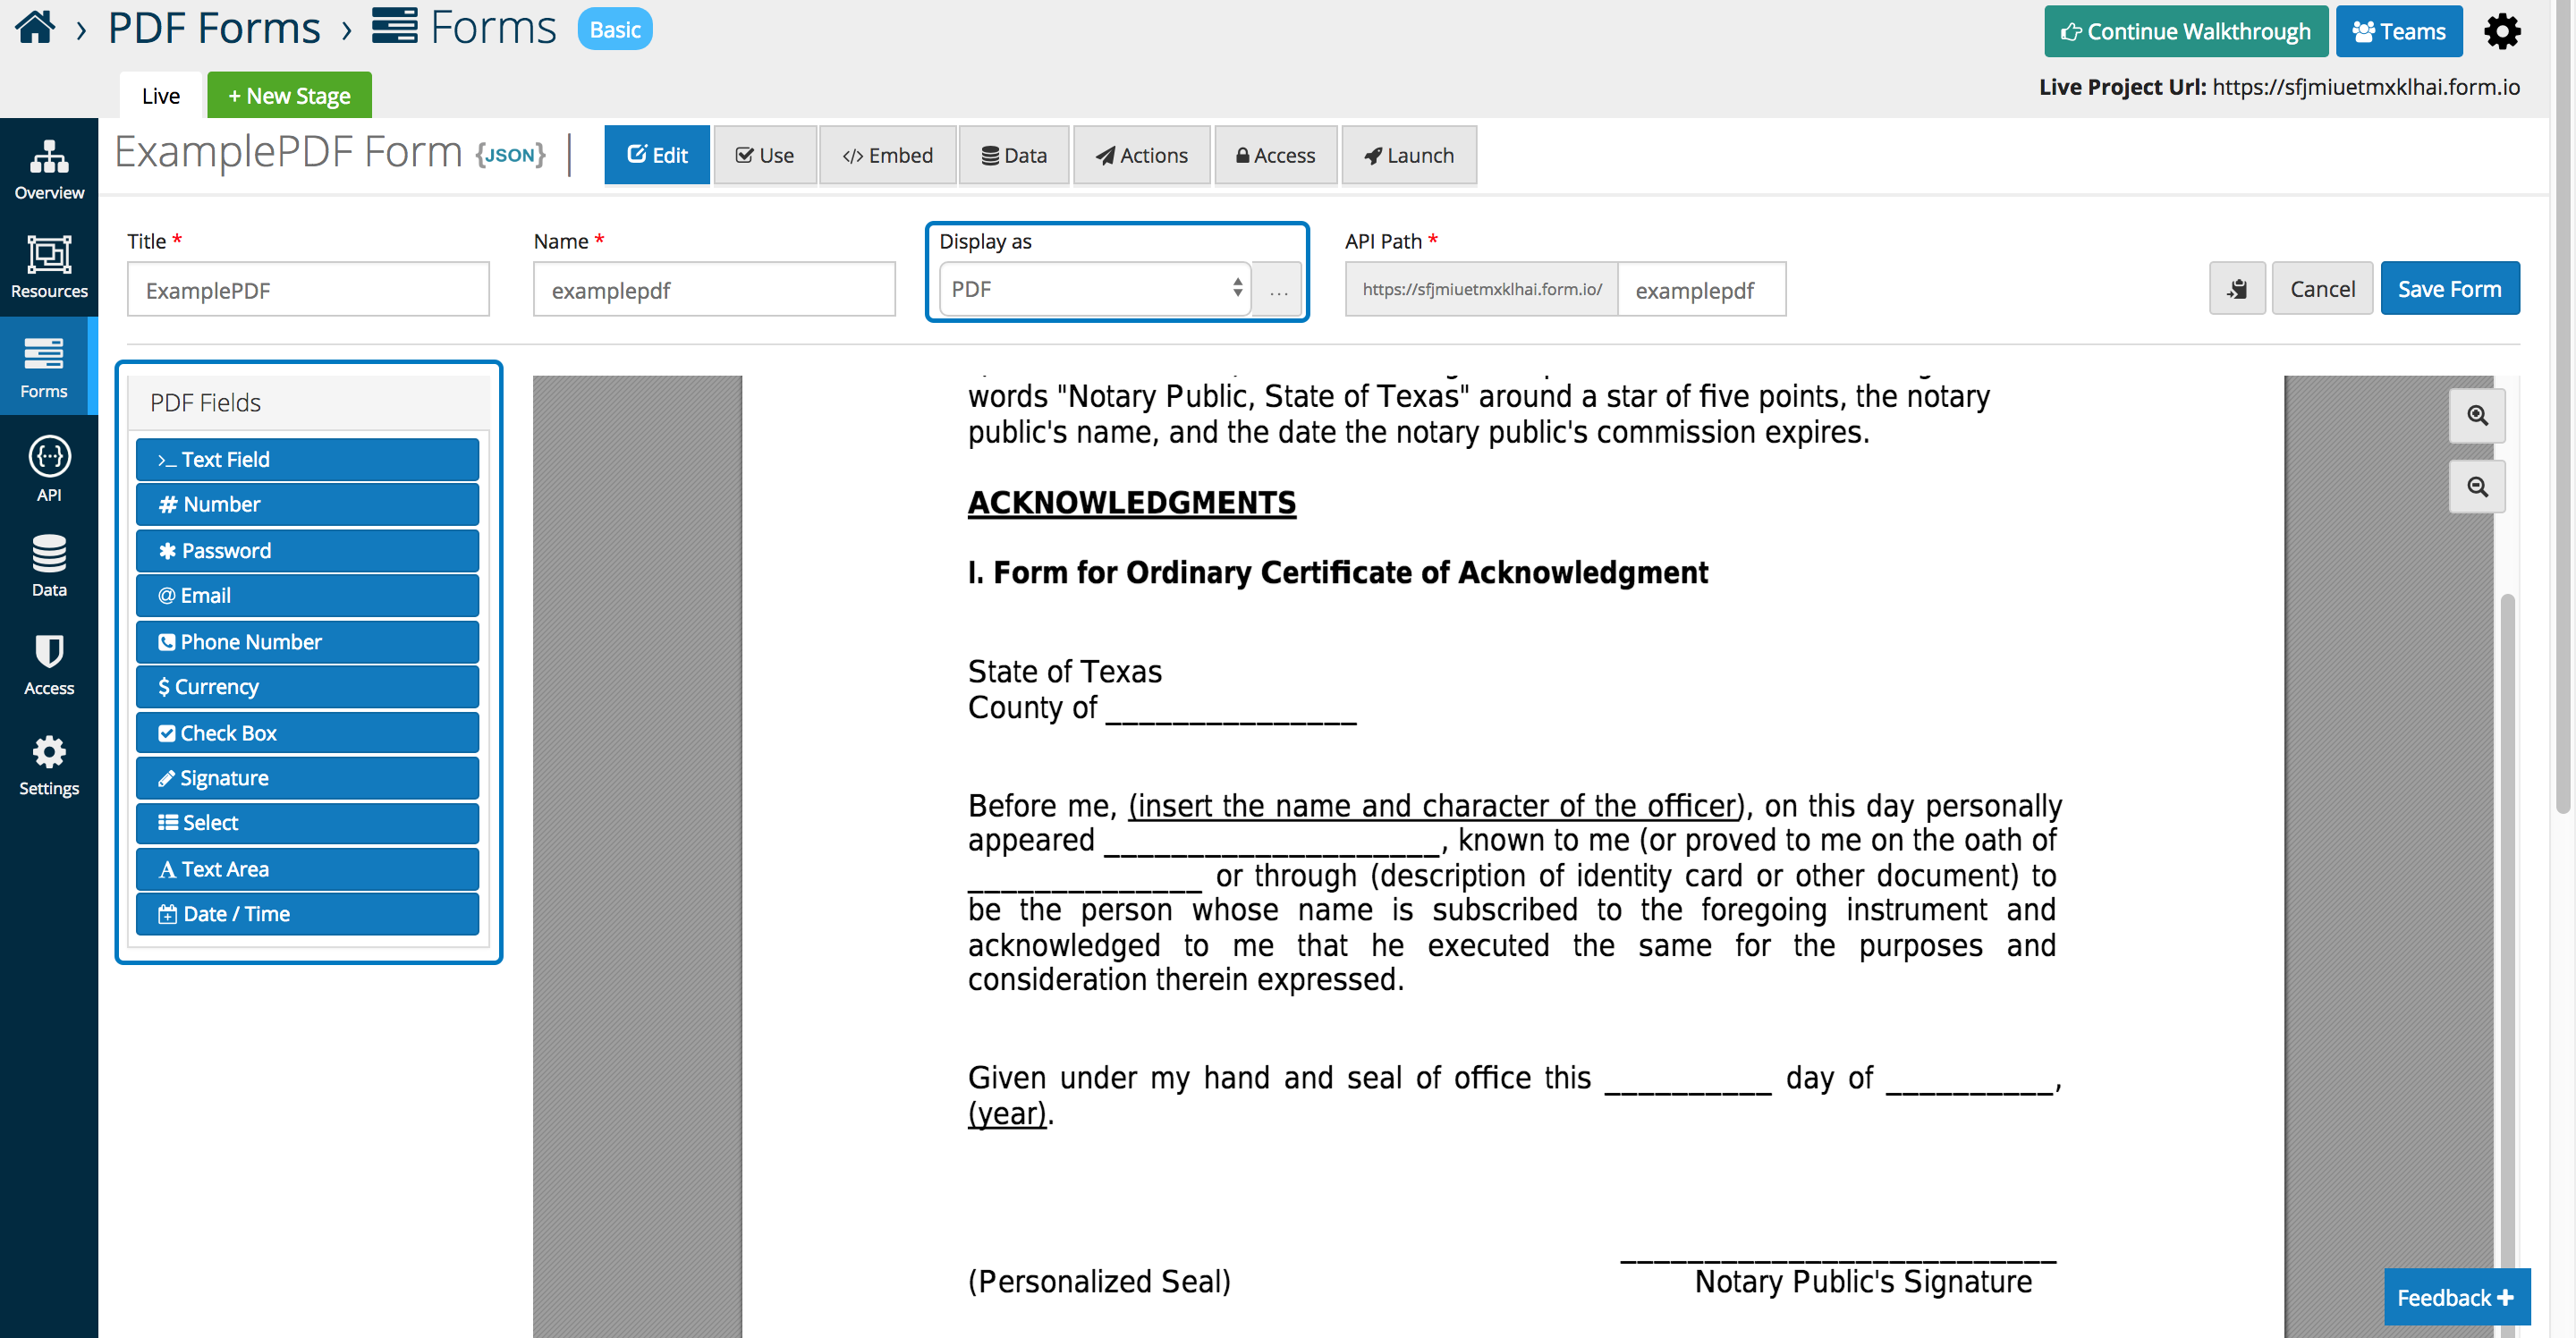 › PDF Forms › Forms Basic
Continue Walkthrough Teams
Live + New Stage
Live Project Url: https://sfjmiuetmxklhai.form.io
ExamplePDF Form {JSON} |
Edit Use </> Embed Data Actions Access Launch
Overview
Resources
Forms
API
Data
Access
Settings
Title * Name * Display as API Path *
ExamplePDF examplepdf PDF ... https://sfjmiuetmxklhai.form.io/ examplepdf
Cancel Save Form
PDF Fields
>_ Text Field
# Number
* Password
@ Email
Phone Number
$ Currency
Check Box
Signature
Select
A Text Area
Date / Time
words "Notary Public, State of Texas" around a star of five points, the notary
public's name, and the date the notary public's commission expires.
ACKNOWLEDGMENTS
I. Form for Ordinary Certificate of Acknowledgment
State of Texas
County of _______________
Before me, (insert the name and character of the officer), on this day personally
appeared ____________________, known to me (or proved to me on the oath of
______________ or through (description of identity card or other document) to
be the person whose name is subscribed to the foregoing instrument and
acknowledged to me that he executed the same for the purposes and
consideration therein expressed.
Given under my hand and seal of office this __________ day of __________,
(year).
__________________________
(Personalized Seal) Notary Public's Signature
Feedback +